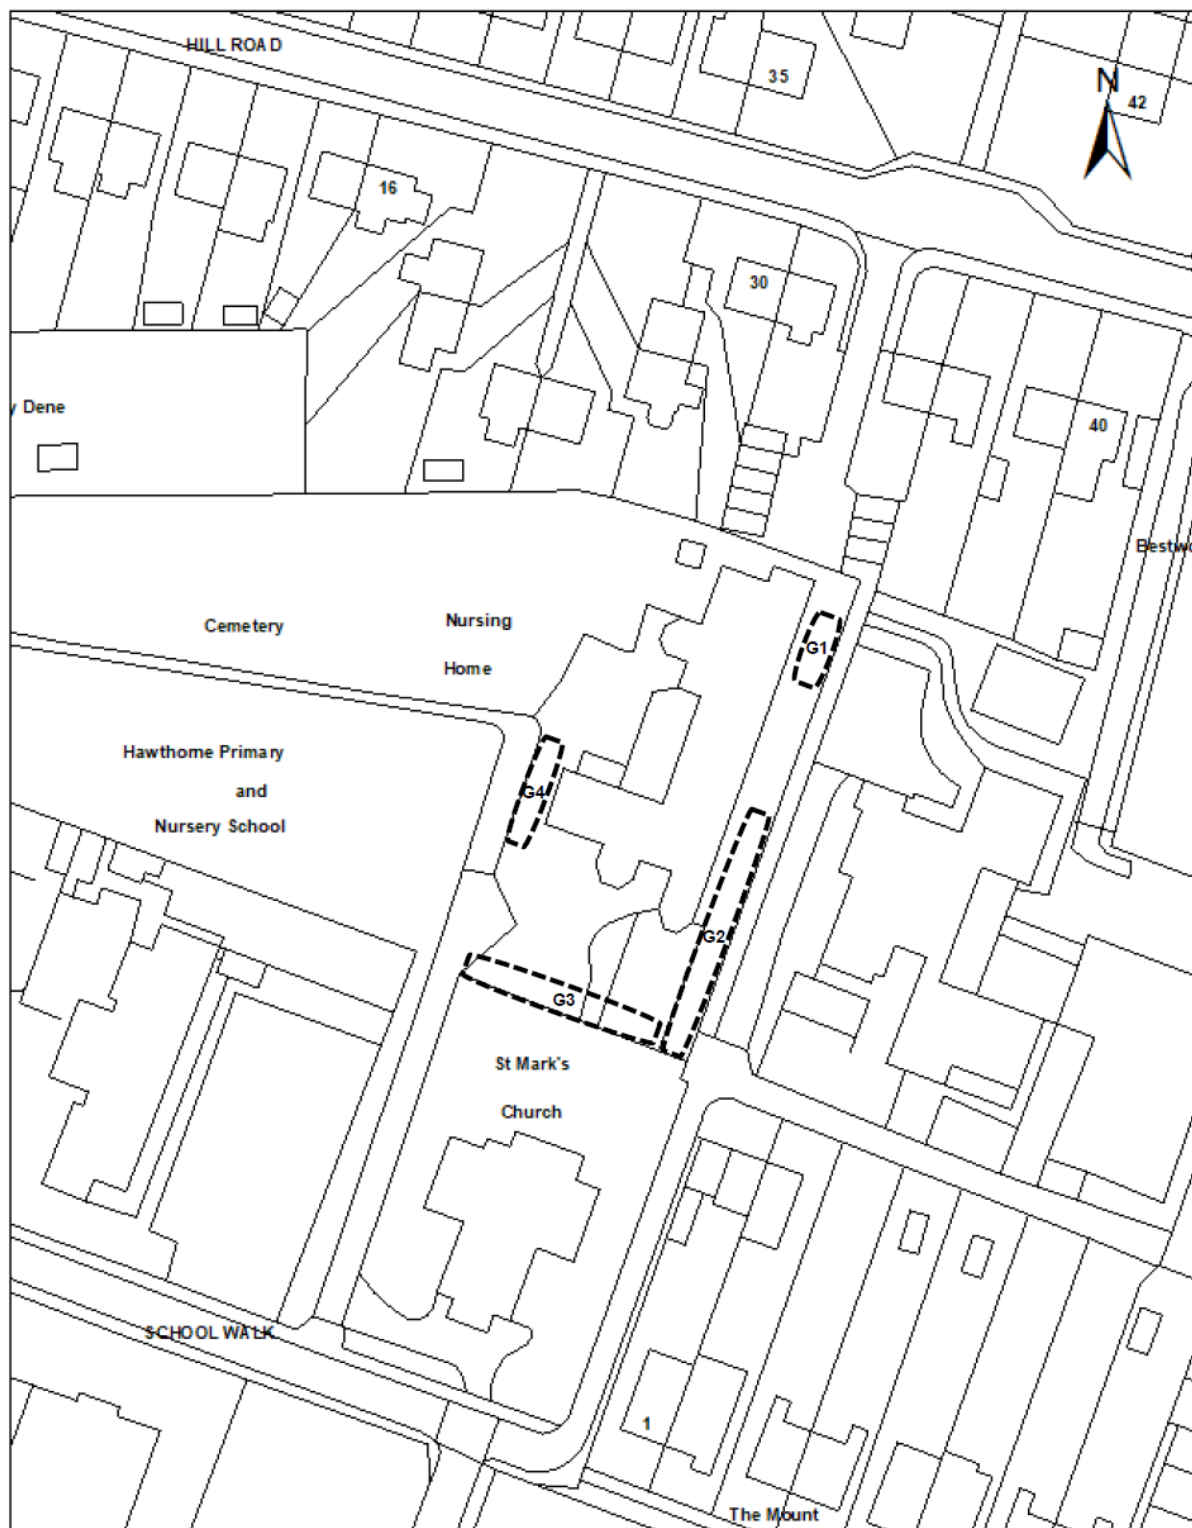 HILL ROAD
35
N
42
16
30
y Dene
40
Bestwo
Cemetery
Nursing
Home
G1
Hawthorne Primary
and
Nursery School
G4
G2
G3
St Mark's
Church
SCHOOL WALK
1
The Mount